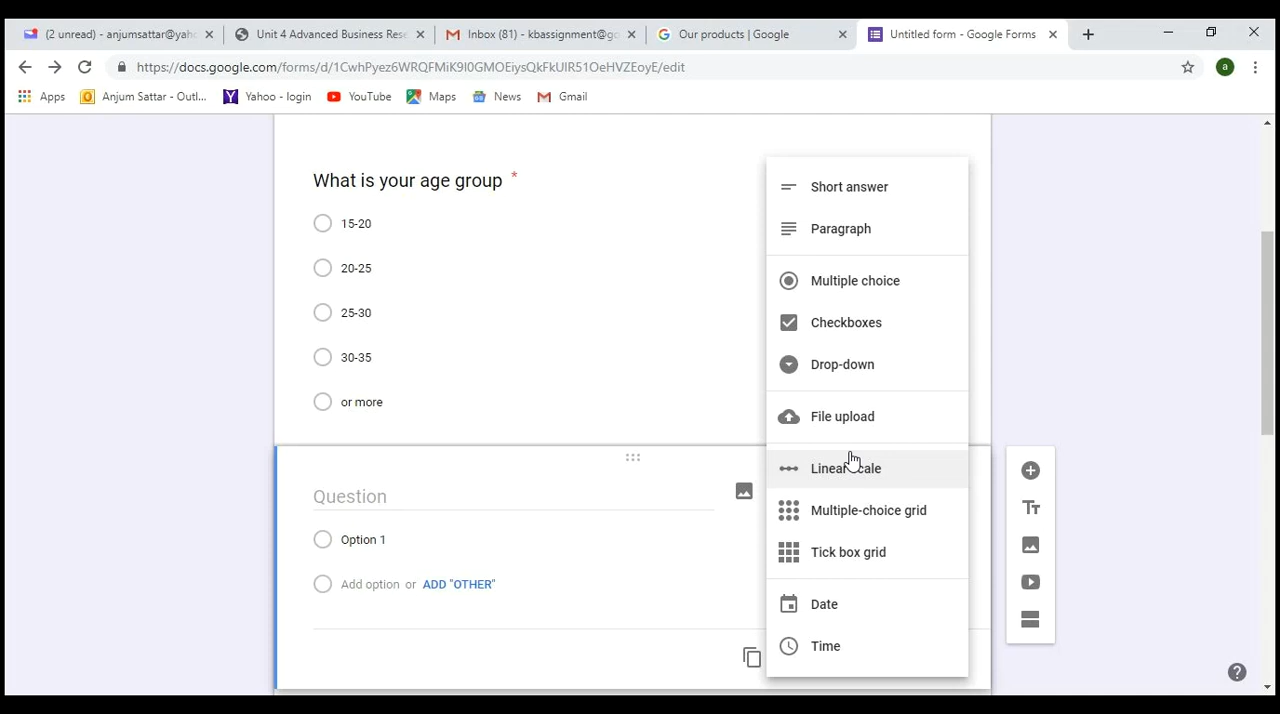 (2 unread) - anjumsattar@yah
Unit 4 Advanced Business Res
Inbox (81) - kbassignment@go
Our products | Google
Untitled form - Google Forms
https://docs.google.com/forms/d/1CwhPyez6WRQFMiK9I0GMOEiysQkFkUIR51OeHVZEoyE/edit
a
Apps
Anjum Sattar - Outl...
Yahoo - login
YouTube
Maps
News
Gmail
What is your age group *
15-20
20-25
25-30
30-35
or more
Question
Option 1
Add option or ADD "OTHER"
Short answer
Paragraph
Multiple choice
Checkboxes
Drop-down
File upload
Linear scale
Multiple-choice grid
Tick box grid
Date
Time
Tт